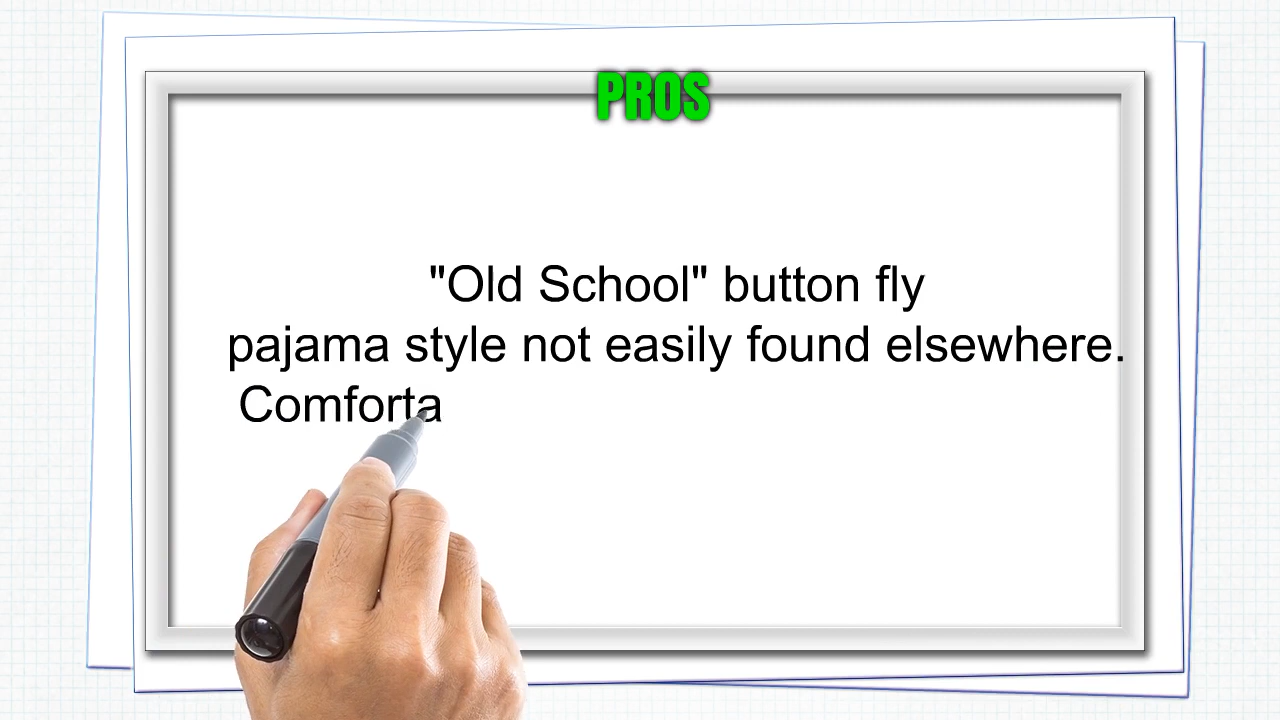 PROS
"Old School" button fly
pajama style not easily found elsewhere.
Comforta